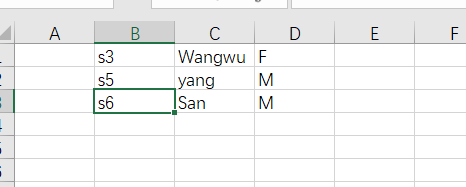 A B C D E F
s3 Wangwu F
s5 yang M
s6 San M